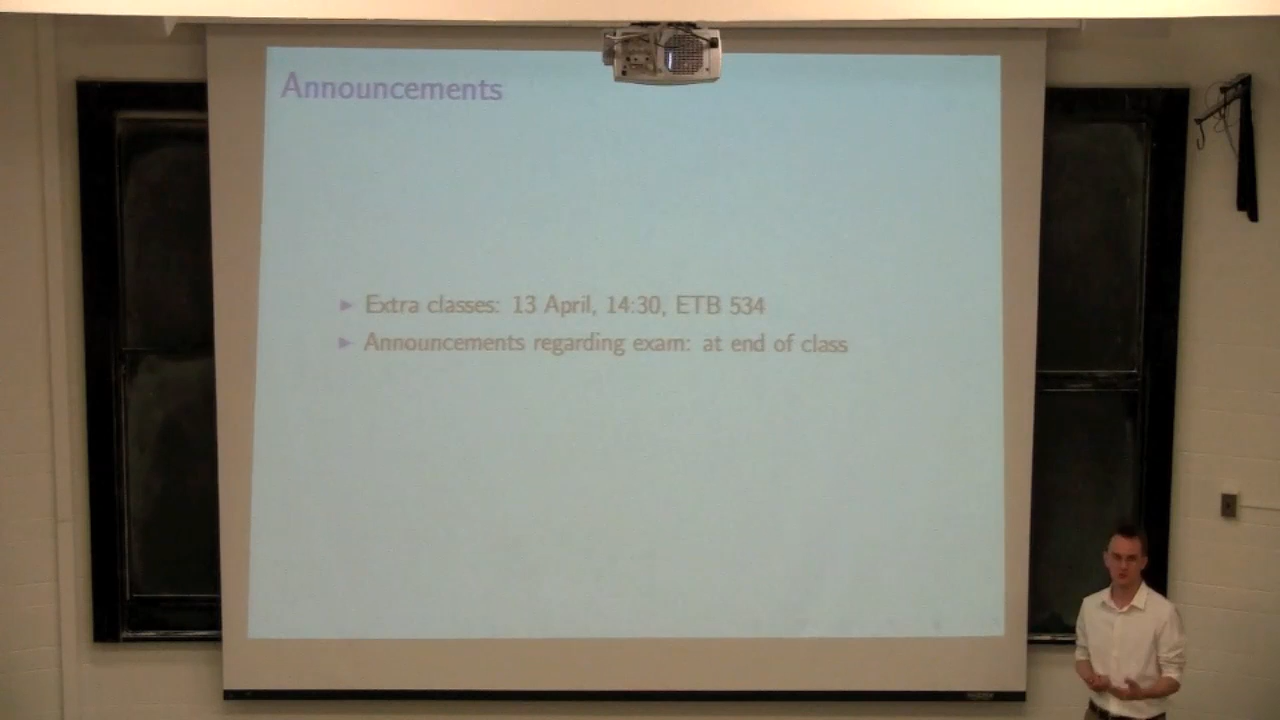 Announcements
► Extra classes: 13 April, 14:30, ETB 534
► Announcements regarding exam: at end of class